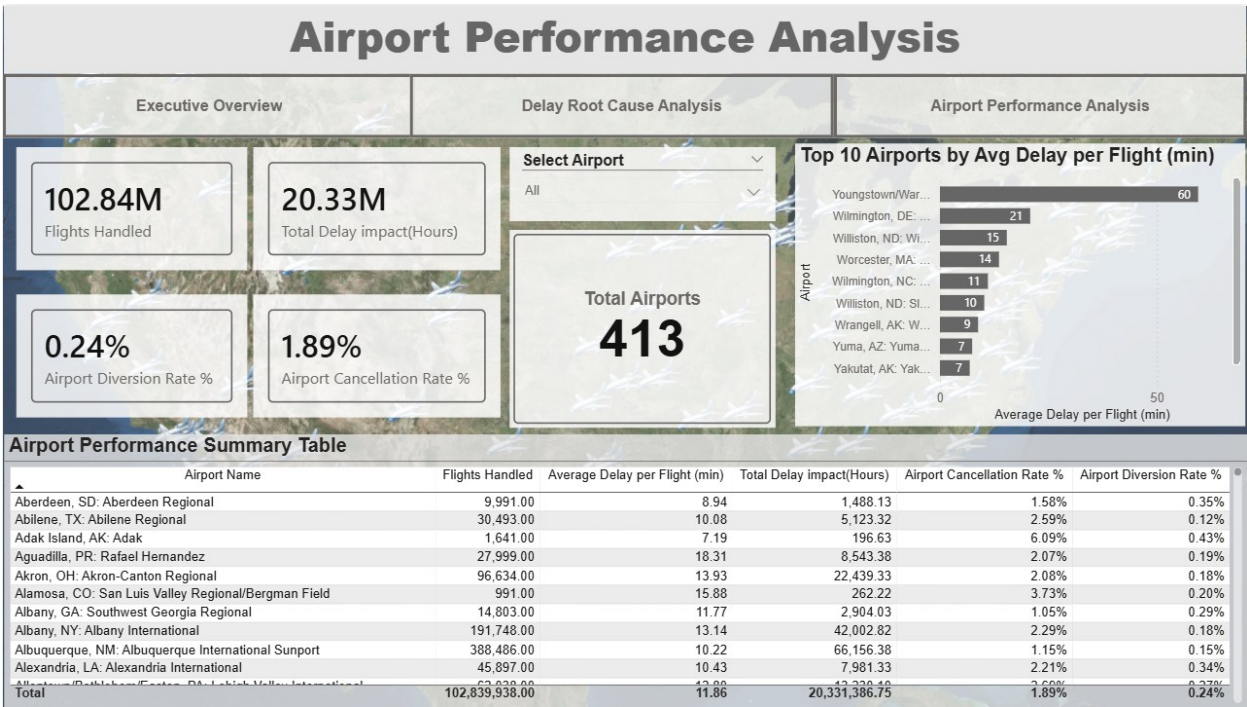 Airport Performance Analysis
Executive Overview
Delay Root Cause Analysis
Airport Performance Analysis
102.84M
Flights Handled
20.33M
Total Delay impact(Hours)
0.24%
Airport Diversion Rate %
1.89%
Airport Cancellation Rate %
Select Airport
All
Total Airports
413
Top 10 Airports by Avg Delay per Flight (min)
Airport
Youngstown/War... 60
Wilmington, DE: ... 21
Williston, ND: Wi... 15
Worcester, MA: ... 14
Wilmington, NC: ... 11
Williston, ND: Sl... 10
Wrangell, AK: W... 9
Yuma, AZ: Yuma... 7
Yakutat, AK: Yak... 7
0 50
Average Delay per Flight (min)
Airport Performance Summary Table
Airport Name Flights Handled Average Delay per Flight (min) Total Delay impact(Hours) Airport Cancellation Rate % Airport Diversion Rate %
Aberdeen, SD: Aberdeen Regional 9,991.00 8.94 1,488.13 1.58% 0.35%
Abilene, TX: Abilene Regional 30,493.00 10.08 5,123.32 2.59% 0.12%
Adak Island, AK: Adak 1,641.00 7.19 196.63 6.09% 0.43%
Aguadilla, PR: Rafael Hernandez 27,999.00 18.31 8,543.38 2.07% 0.19%
Akron, OH: Akron-Canton Regional 96,634.00 13.93 22,439.33 2.08% 0.18%
Alamosa, CO: San Luis Valley Regional/Bergman Field 991.00 15.88 262.22 3.73% 0.20%
Albany, GA: Southwest Georgia Regional 14,803.00 11.77 2,904.03 1.05% 0.29%
Albany, NY: Albany International 191,748.00 13.14 42,002.82 2.29% 0.18%
Albuquerque, NM: Albuquerque International Sunport 388,486.00 10.22 66,156.38 1.15% 0.15%
Alexandria, LA: Alexandria International 45,897.00 10.43 7,981.33 2.21% 0.34%
Total 102,839,938.00 11.86 20,331,386.75 1.89% 0.24%